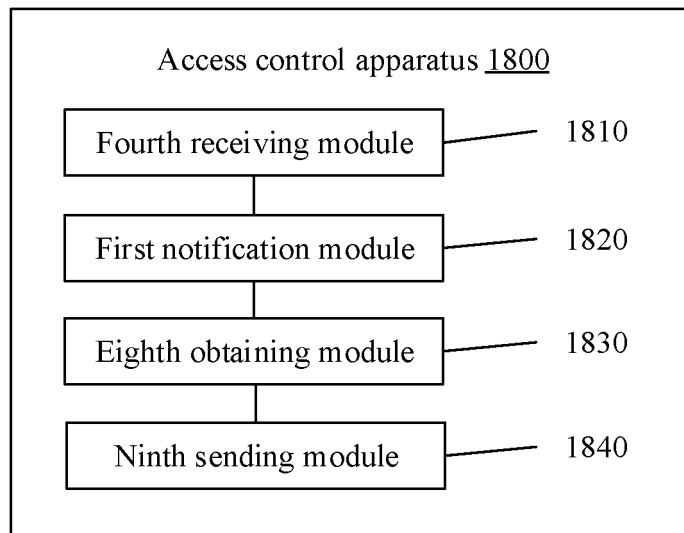 Access control apparatus 1800
Fourth receiving module 1810
First notification module 1820
Eighth obtaining module 1830
Ninth sending module 1840